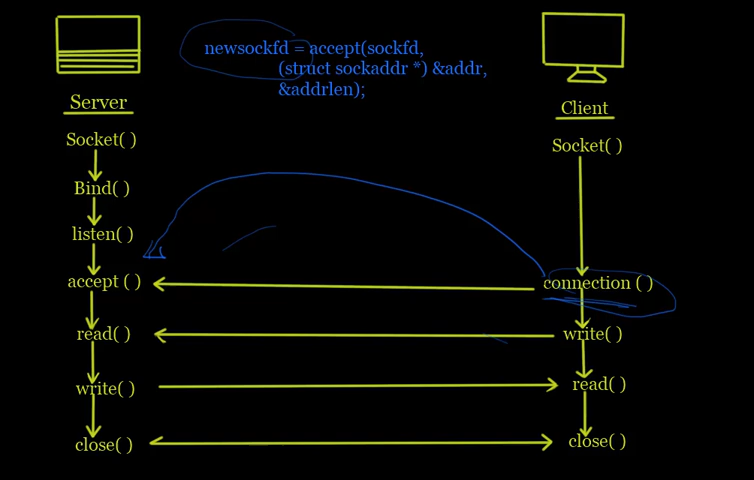 newsockfd = accept(sockfd,
(struct sockaddr *) &addr,
&addrlen);
Server
Socket( )
Bind( )
listen( )
accept ( )
read( )
write( )
close( )
Client
Socket( )
connection ( )
write( )
read( )
close( )